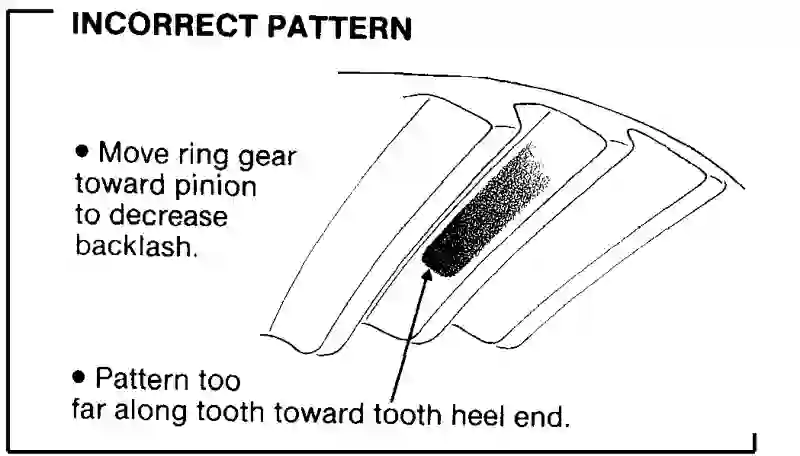 INCORRECT PATTERN
• Move ring gear
toward pinion
to decrease
backlash.
• Pattern too
far along tooth toward tooth heel end.